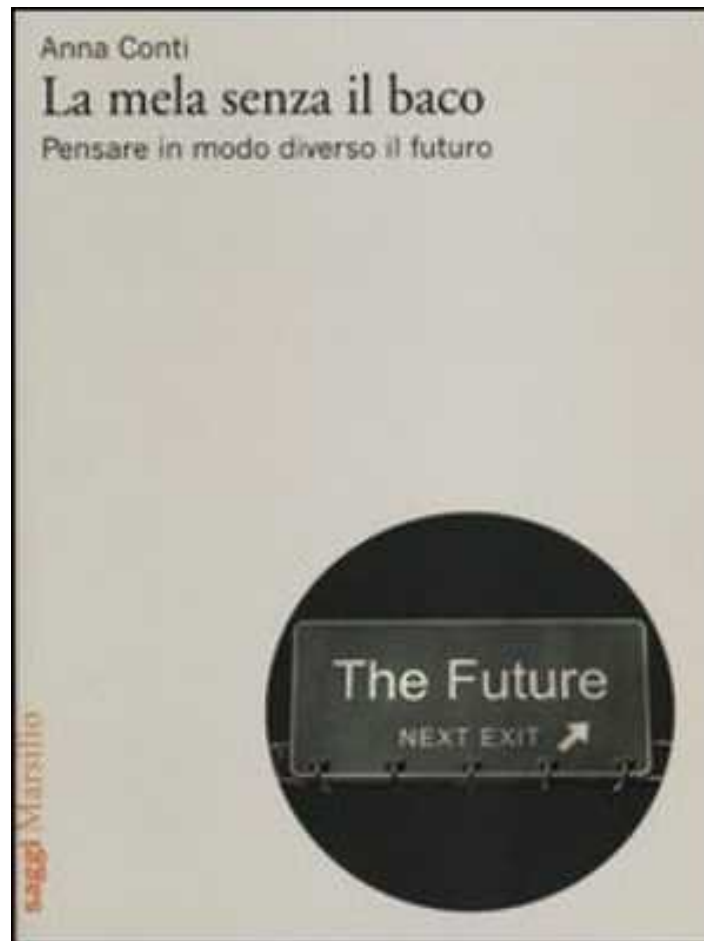 Anna Conti
La mela senza il baco
Pensare in modo diverso il futuro
The Future
NEXT EXIT
saggi Marsilio